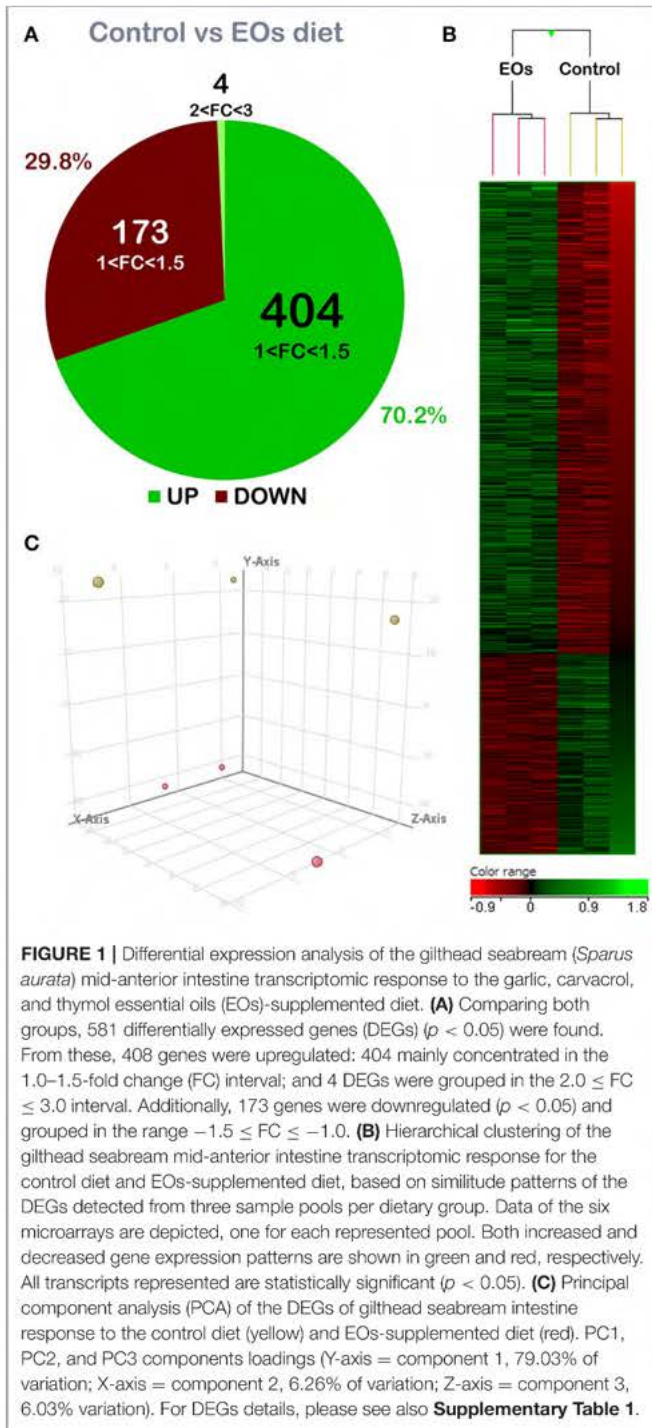 A
Control vs EOs diet
4
2<FC<3
29.8%
173
1<FC<1.5
404
1<FC<1.5
70.2%
UP DOWN
B
EOs Control
Color range
-0.9 0 0.9 1.8
C
Y-Axis
X-Axis
Z-Axis
FIGURE 1 | Differential expression analysis of the gilthead seabream (Sparus
aurata) mid-anterior intestine transcriptomic response to the garlic, carvacrol,
and thymol essential oils (EOs)-supplemented diet. (A) Comparing both
groups, 581 differentially expressed genes (DEGs) (p < 0.05) were found.
From these, 408 genes were upregulated: 404 mainly concentrated in the
1.0–1.5-fold change (FC) interval; and 4 DEGs were grouped in the 2.0 ≤ FC
≤ 3.0 interval. Additionally, 173 genes were downregulated (p < 0.05) and
grouped in the range −1.5 ≤ FC ≤ −1.0. (B) Hierarchical clustering of the
gilthead seabream mid-anterior intestine transcriptomic response for the
control diet and EOs-supplemented diet, based on similitude patterns of the
DEGs detected from three sample pools per dietary group. Data of the six
microarrays are depicted, one for each represented pool. Both increased and
decreased gene expression patterns are shown in green and red, respectively.
All transcripts represented are statistically significant (p < 0.05). (C) Principal
component analysis (PCA) of the DEGs of gilthead seabream intestine
response to the control diet (yellow) and EOs-supplemented diet (red). PC1,
PC2, and PC3 components loadings (Y-axis = component 1, 79.03% of
variation; X-axis = component 2, 6.26% of variation; Z-axis = component 3,
6.03% variation). For DEGs details, please see also Supplementary Table 1.